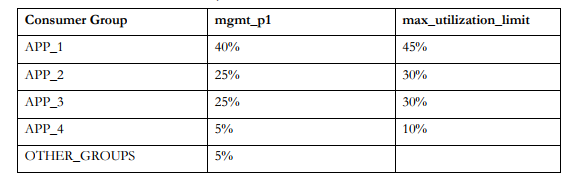 Consumer Group mgmt_p1 max_utilization_limit
APP_1 40% 45%
APP_2 25% 30%
APP_3 25% 30%
APP_4 5% 10%
OTHER_GROUPS 5%